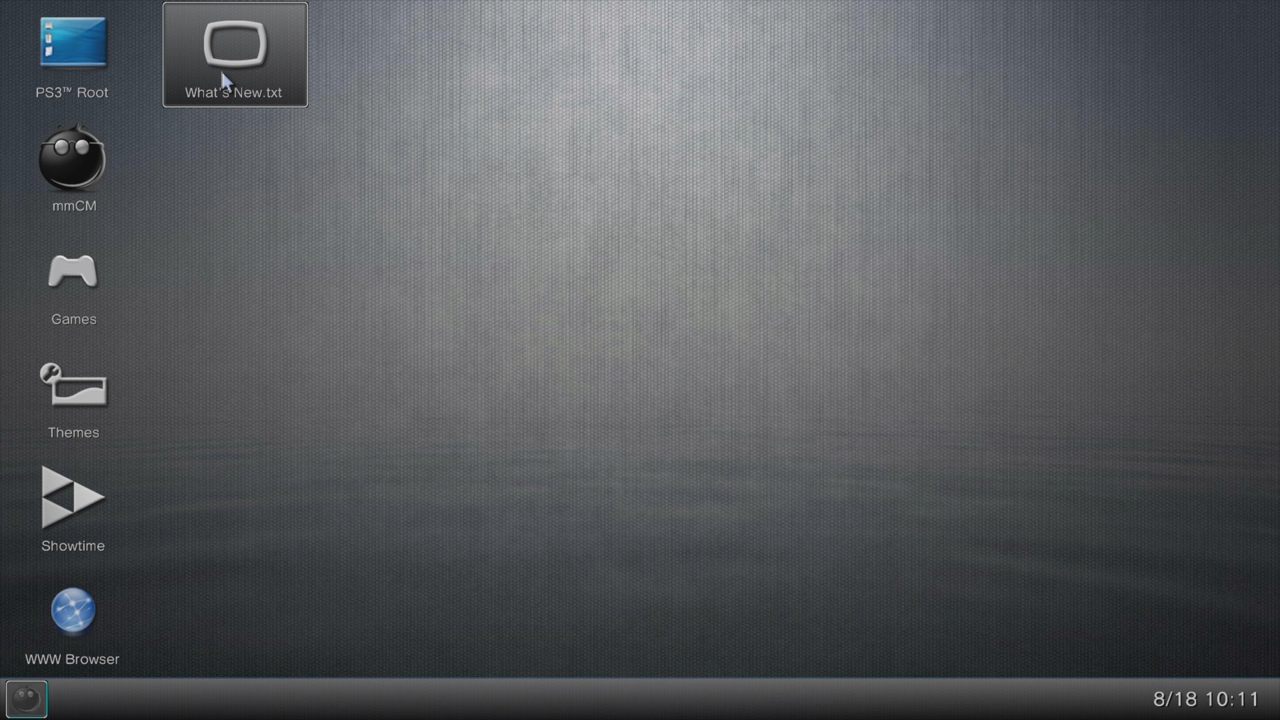 PS3™ Root
What's New.txt
mmCM
Games
Themes
Showtime
WWW Browser
8/18 10:11